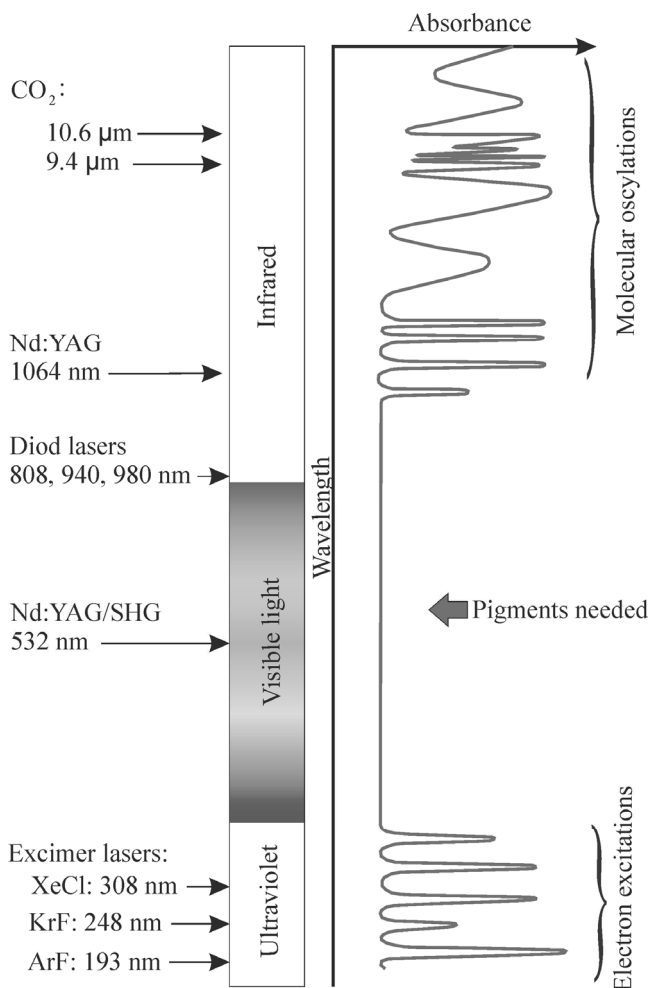 Absorbance
CO₂:
10.6 µm
9.4 µm
Nd:YAG
1064 nm
Diod lasers
808, 940, 980 nm
Nd:YAG/SHG
532 nm
Excimer lasers:
XeCl: 308 nm
KrF: 248 nm
ArF: 193 nm
Infrared
Visible light
Ultraviolet
Wavelength
Molecular oscylations
Pigments needed
Electron excitations